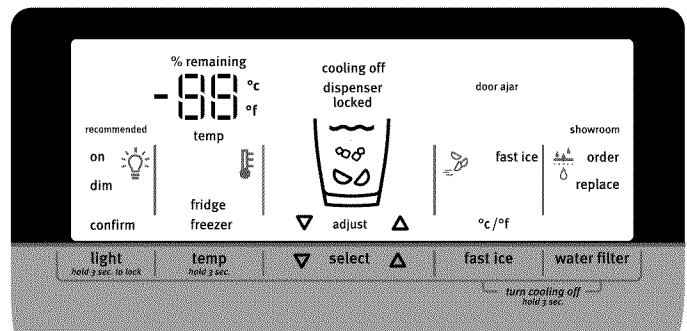 % remaining
-88 °c
°f
temp
recommended
on
dim
confirm
fridge
freezer
cooling off
dispenser
locked
▽ adjust △
door ajar
fast ice
°c/°f
showroom
order
replace
light
hold 3 sec. to lock
temp
hold 3 sec.
▽ select △
fast ice
water filter
turn cooling off
hold 3 sec.